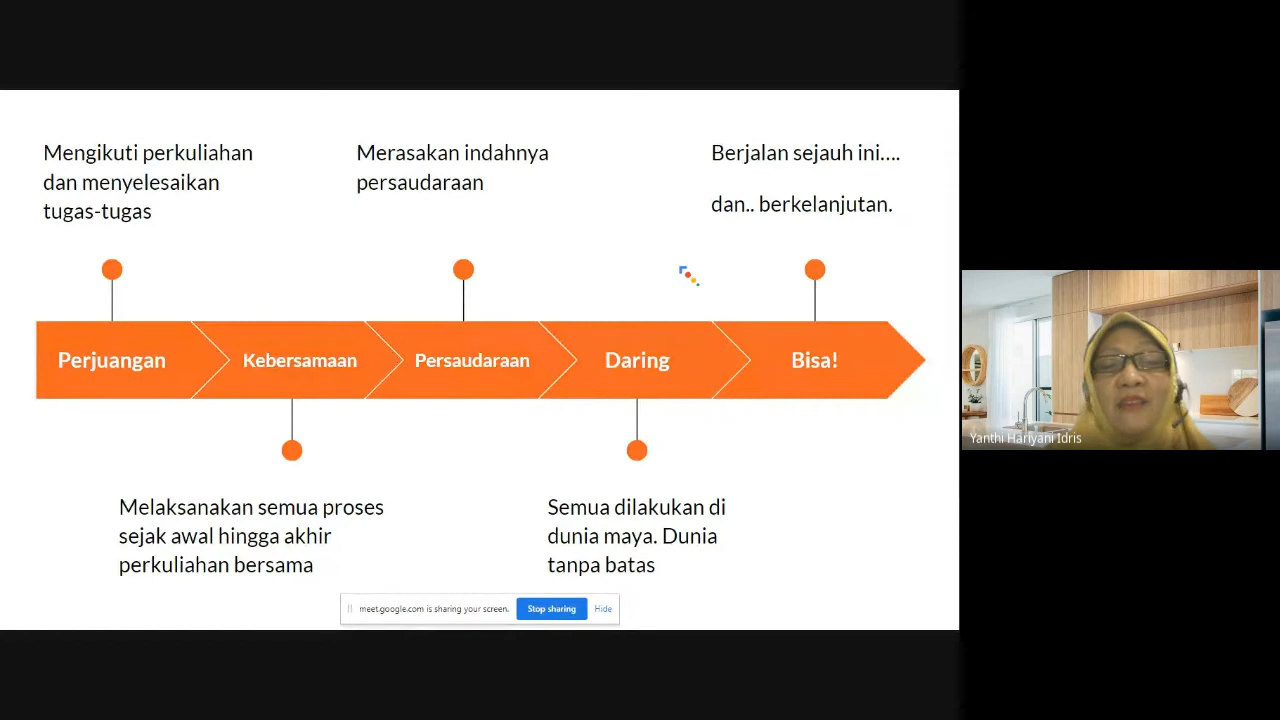 Mengikuti perkuliahan
dan menyelesaikan
tugas-tugas
Merasakan indahnya
persaudaraan
Berjalan sejauh ini....
dan.. berkelanjutan.
Perjuangan
Kebersamaan
Persaudaraan
Daring
Bisa!
Melaksanakan semua proses
sejak awal hingga akhir
perkuliahan bersama
Semua dilakukan di
dunia maya. Dunia
tanpa batas
meet.google.com is sharing your screen.
Stop sharing
Hide
Yanthi Hariyani Idris